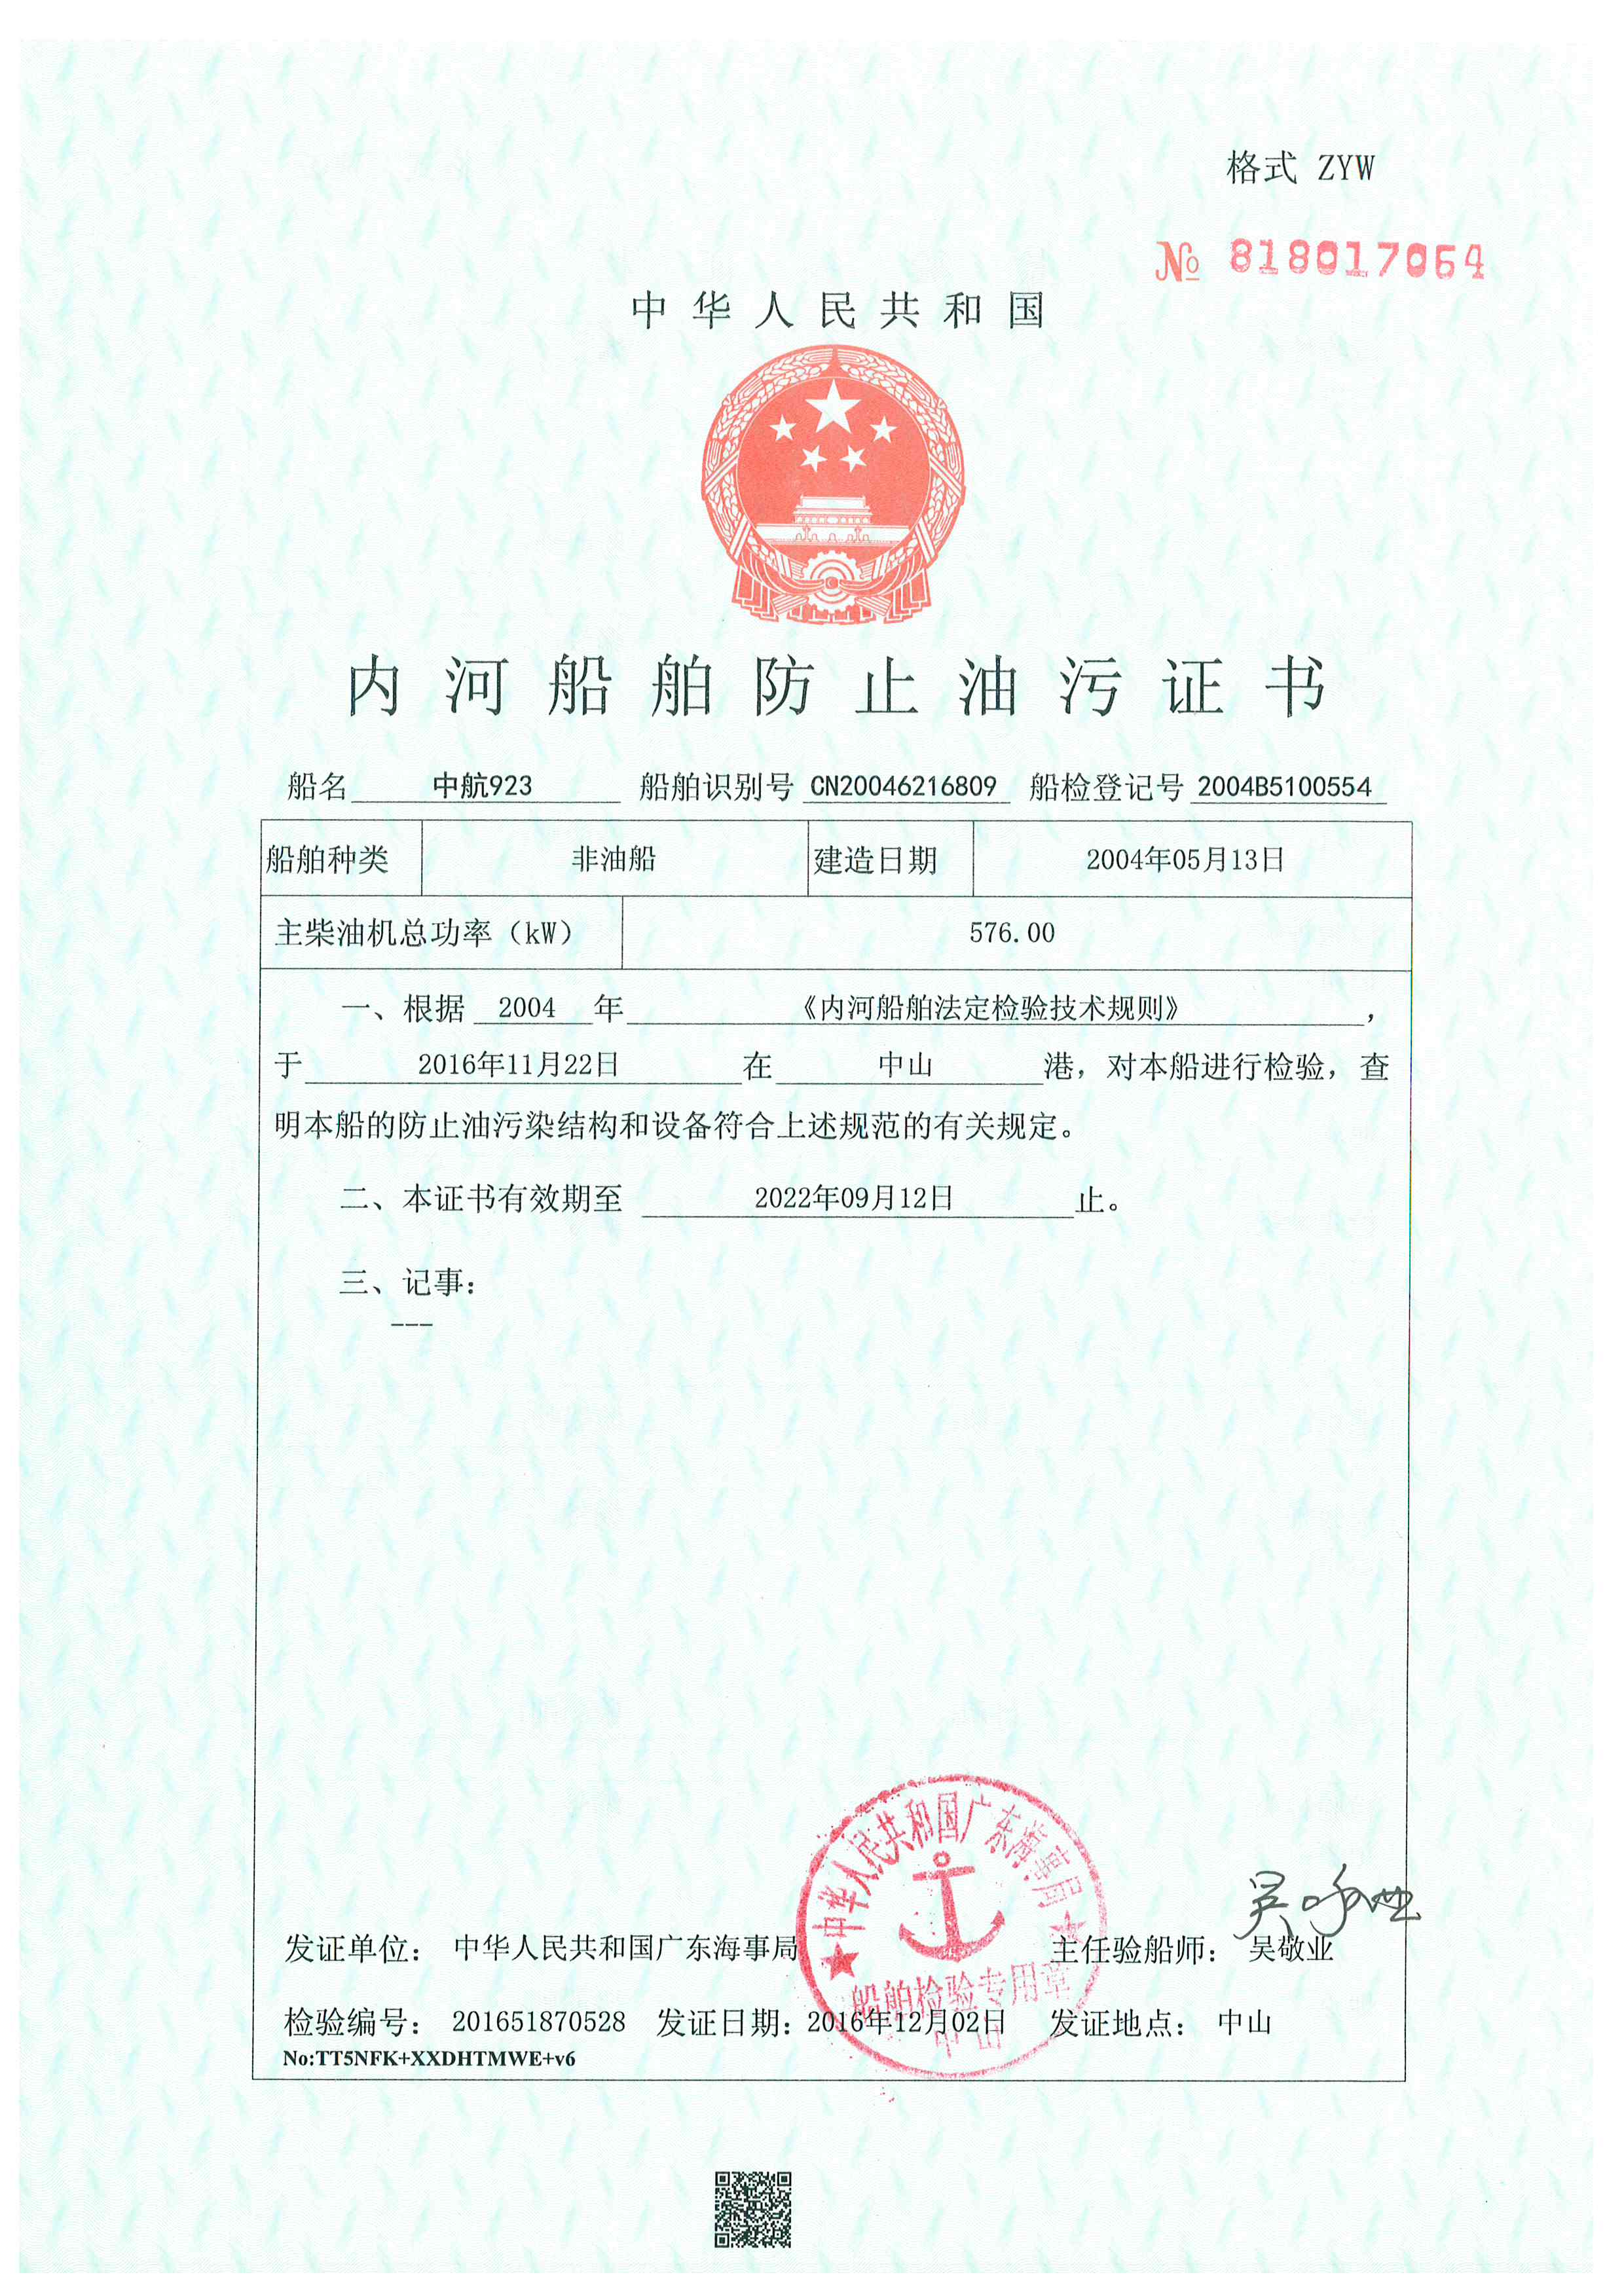 格式 ZYW
№ 818017064
中华人民共和国
内河船舶防止油污证书
船名 中航923 船舶识别号 CN20046216809 船检登记号 2004B5100554
船舶种类 非油船 建造日期 2004年05月13日
主柴油机总功率（kW） 576.00
一、根据 2004 年 《内河船舶法定检验技术规则》 ，
于 2016年11月22日 在 中山 港，对本船进行检验，查
明本船的防止油污染结构和设备符合上述规范的有关规定。
二、本证书有效期至 2022年09月12日 止。
三、记事：
---
中华人民共和国广东海事局
船舶检验专用章
中山
吴敬业
发证单位： 中华人民共和国广东海事局 主任验船师： 吴敬业
检验编号： 201651870528 发证日期：2016年12月02日 发证地点： 中山
No:TT5NFK+XXDHTMWE+v6